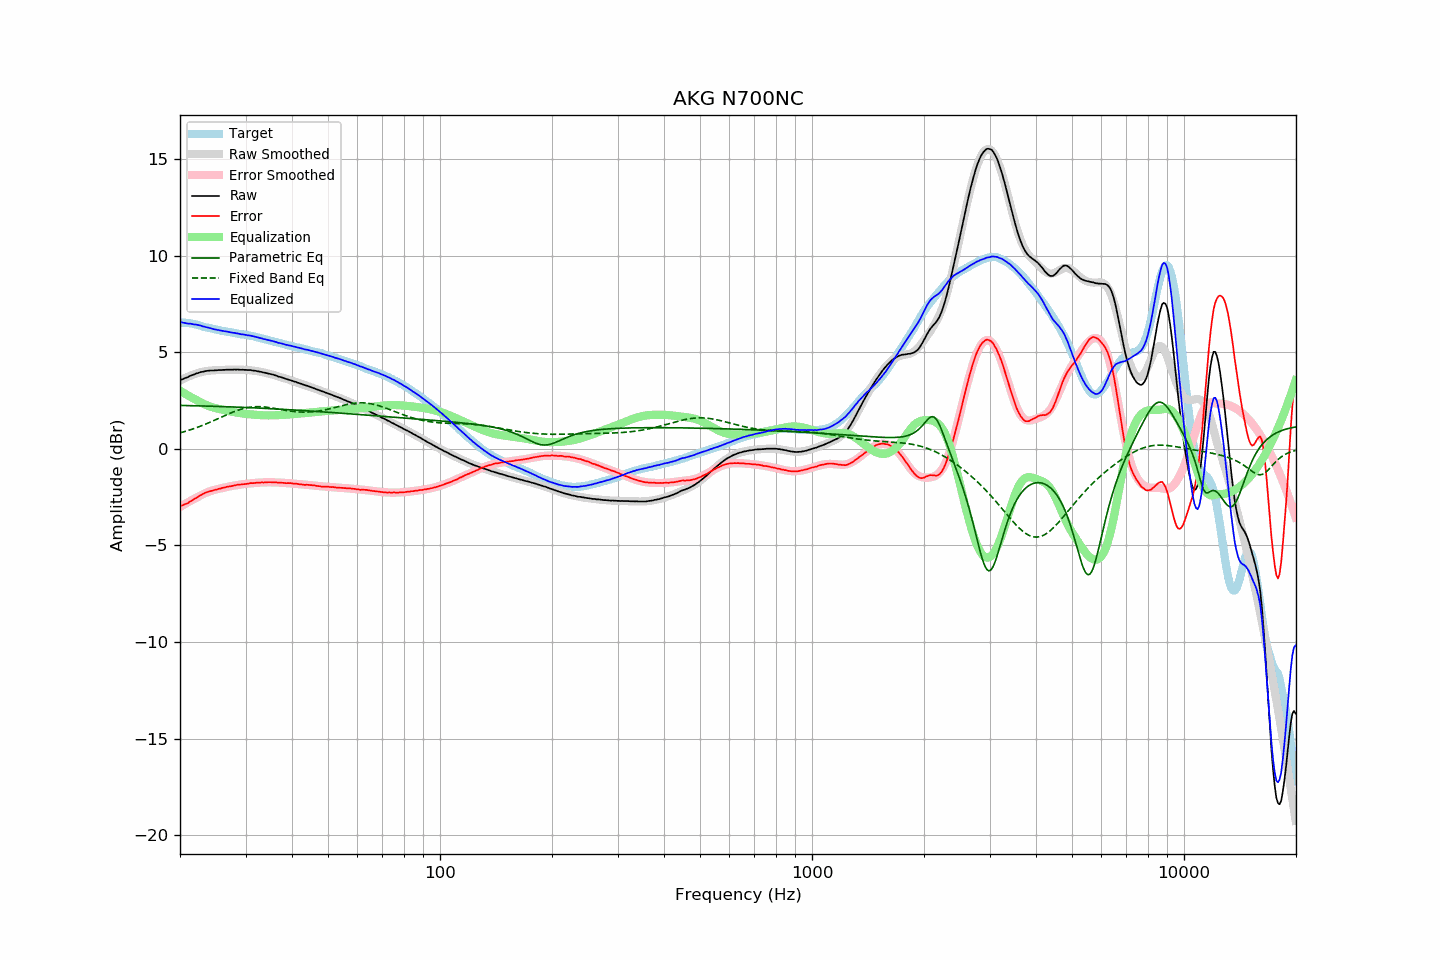 AKG N700NC
Target
Raw Smoothed
Error Smoothed
Raw
Error
Equalization
Parametric Eq
Fixed Band Eq
Equalized
15
10
5
0
−5
−10
−15
−20
Amplitude (dBr)
100
1000
10000
Frequency (Hz)